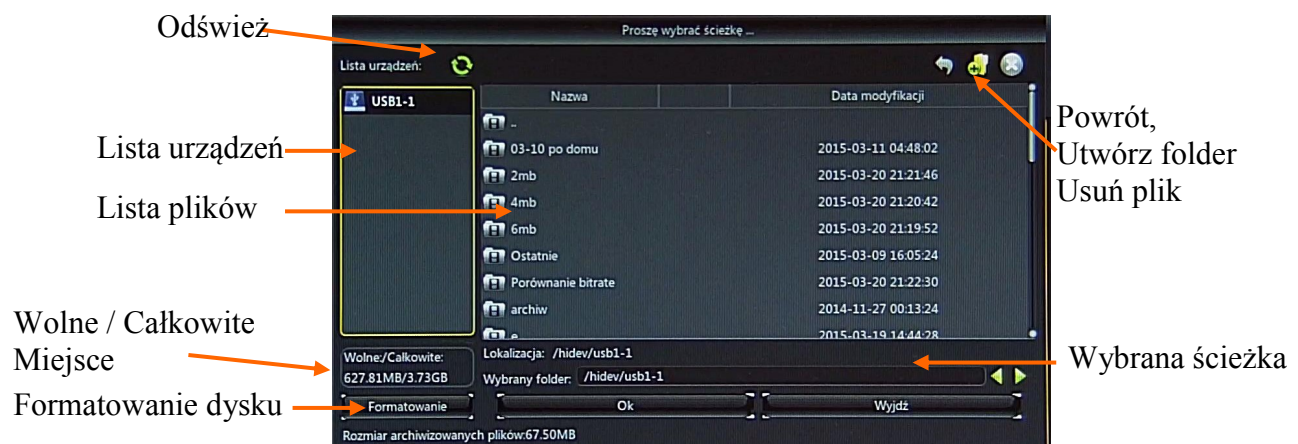 Odśwież
Proszę wybrać ścieżkę ...
Lista urządzeń:
USB1-1
Nazwa Data modyfikacji
..
03-10 po domu 2015-03-11 04:48:02
2mb 2015-03-20 21:21:46
4mb 2015-03-20 21:20:42
6mb 2015-03-20 21:19:52
Ostatnie 2015-03-09 16:05:24
Porównanie bitrate 2015-03-20 21:22:30
archiw 2014-11-27 00:13:24
e 2015-03-19 14:44:28
Lista urządzeń
Lista plików
Powrót,
Utwórz folder
Usuń plik
Wolne / Całkowite
Miejsce
Formatowanie dysku
Wolne:/Całkowite:
627.81MB/3.73GB
Lokalizacja: /hidev/usb1-1
Wybrany folder: /hidev/usb1-1
Wybrana ścieżka
Formatowanie Ok Wyjdź
Rozmiar archiwizowanych plików:67.50MB